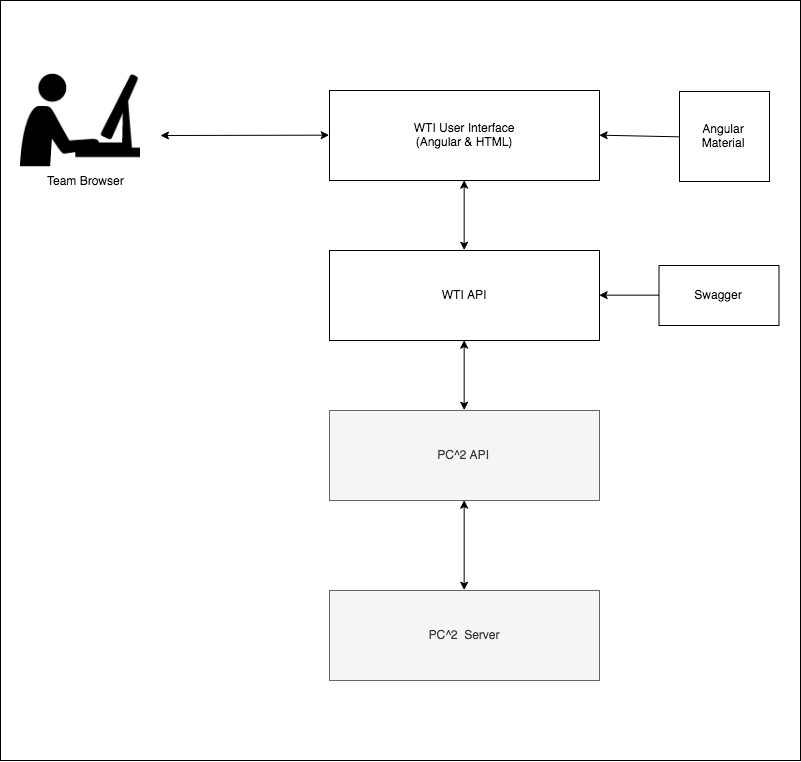 WTI User Interface
(Angular & HTML)
Angular
Material
Team Browser
WTI API
Swagger
PC^2 API
PC^2  Server